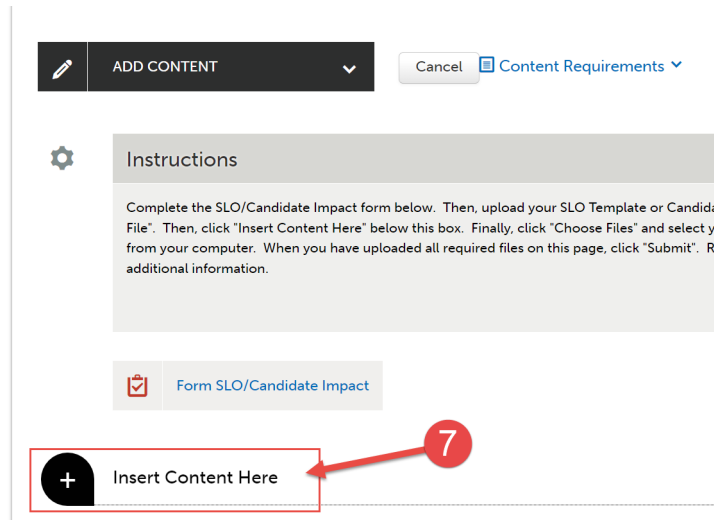 ADD CONTENT
Cancel
Content Requirements
Instructions
Complete the SLO/Candidate Impact form below. Then, upload your SLO Template or
File". Then, click "Insert Content Here" below this box. Finally, click "Choose Files" and select
from your computer. When you have uploaded all required files on this page, click "Submit".
additional information.
Form SLO/Candidate Impact
7
+
Insert Content Here